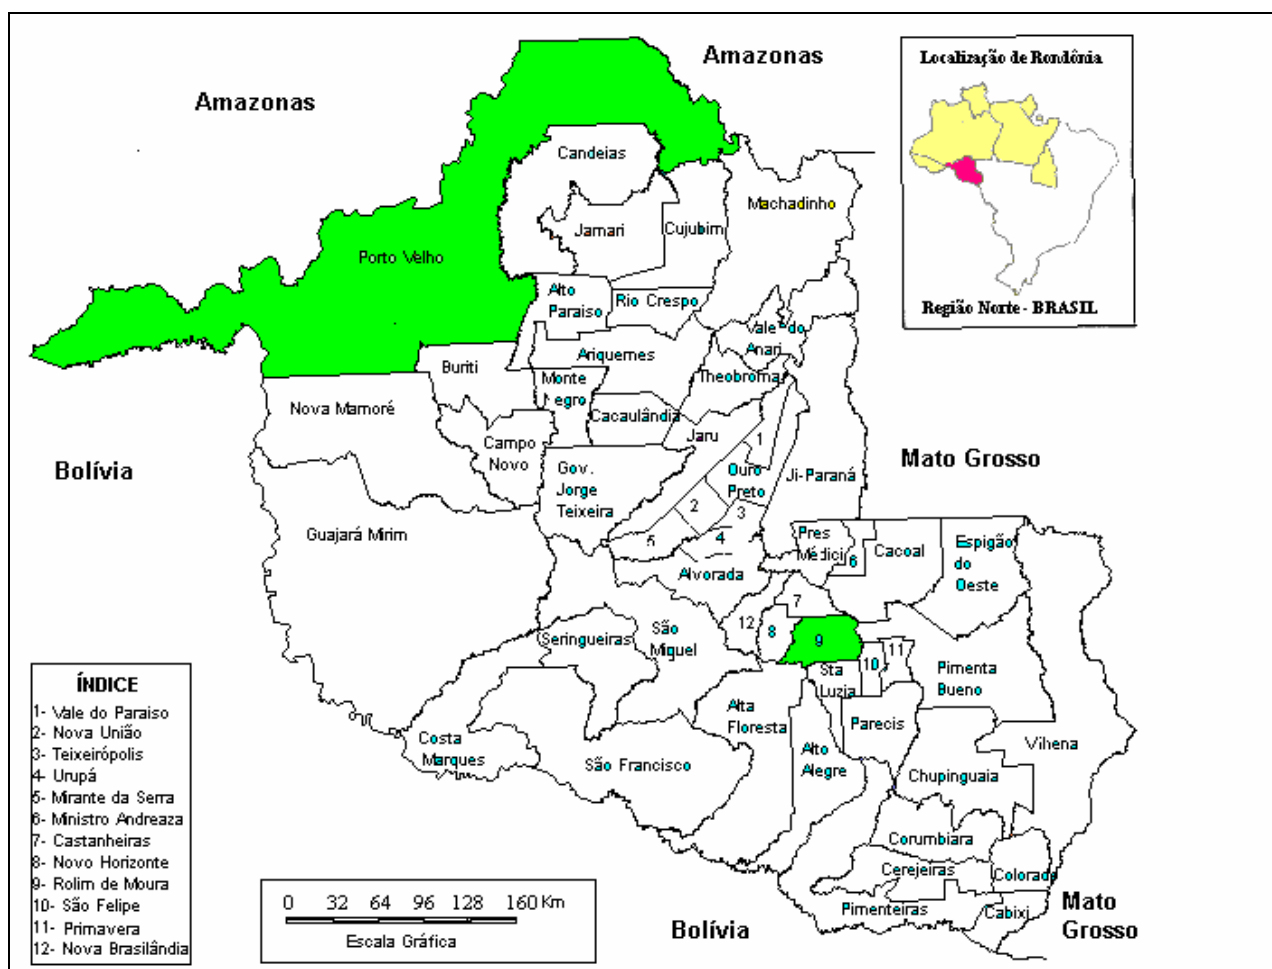 Amazonas
Amazonas
Localização de Rondônia
Região Norte - BRASIL
Candeias
Machadinho
Jamari
Cujubim
Porto Velho
Alto
Paraiso
Rio Crespo
Vale do
Anari
Ariquemes
Buriti
Monte
egro
Theobroma
Nova Mamoré
Cacaulândia
Jaru
1
Campo
Novo
Bolívia
Mato Grosso
Gov.
Jorge
Teixeira
Ouro
Preto
Ji-Paraná
2
3
Guajará Mirim
5
4
Pres
Médici
6
Cacoal
Espigão
do
Oeste
Alvorada
7
12
8
9
Seringueiras
São
Miquel
10
11
Sta
Luzia
Pimenta
Bueno
Alta
Floresta
Parecis
Costa
Marques
São Francisco
Alto
Alegre
Vihena
Chupinguaia
Corumbiara
Cerejeiras
Colorado
Pimenteiras
Cabixi
Bolívia
Mato
Grosso
ÍNDICE
1- Vale do Paraiso
2- Nova União
3- Teixeirópolis
4- Urupá
5- Mirante da Serra
6- Ministro Andreaza
7- Castanheiras
8- Novo Horizonte
9- Rolim de Moura
10- São Felipe
11- Primavera
12- Nova Brasilândia
0 32 64 96 128 160 Km
Escala Gráfica